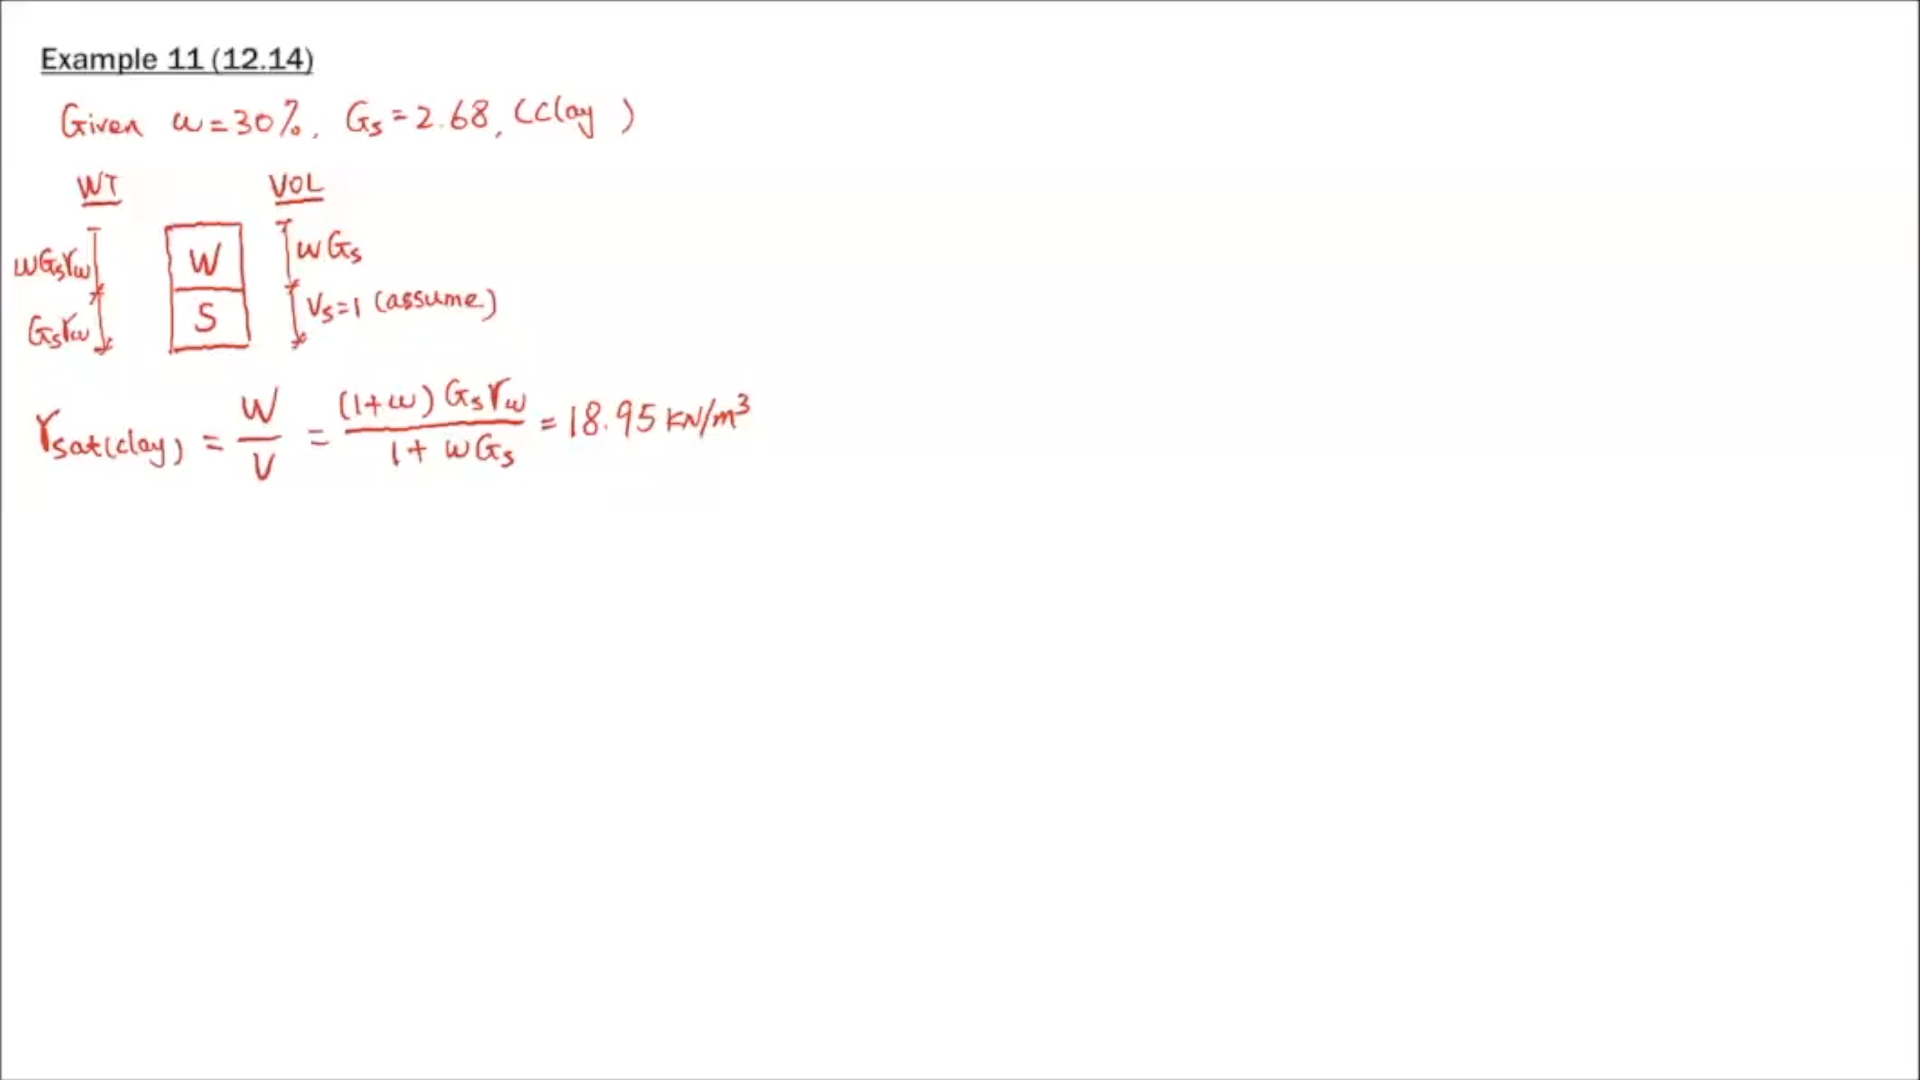 Example 11 (12.14)
Given w=30%, Gs=2.68, (Clay )
WT VOL
wGsγw W wGs
Gsγw S Vs=1 (assume)
γsat(clay) = W/V = (1+w) Gsγw / 1+ wGs = 18.95 KN/m³